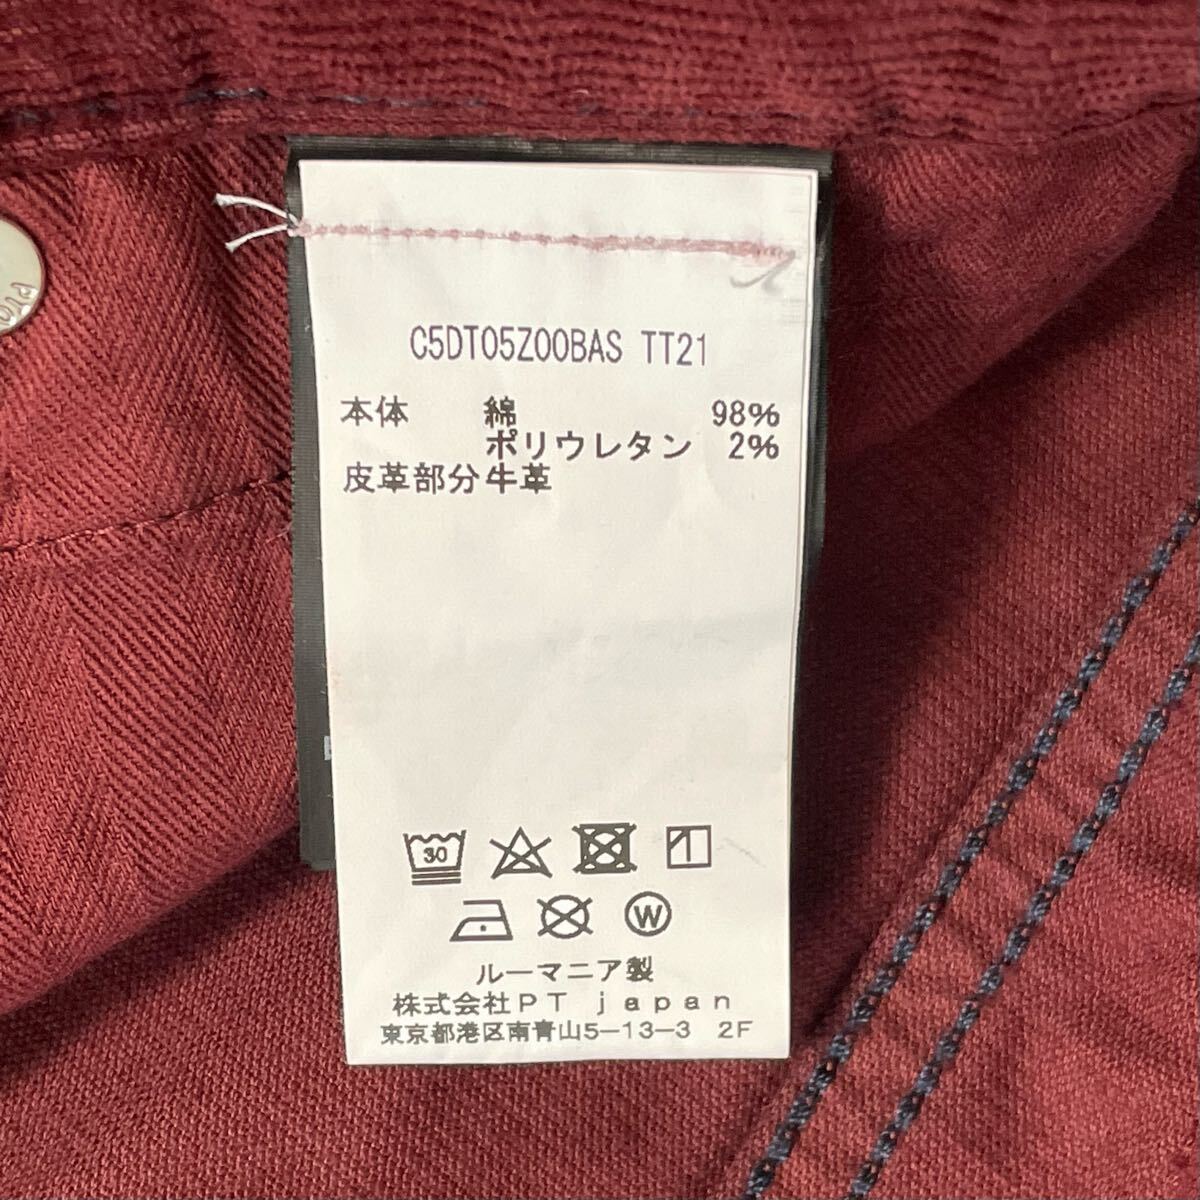 C5DT05Z00BAS TT21
本体 綿 98%
ポリウレタン 2%
皮革部分牛革
30
W
ルーマニア製
株式会社PT japan
東京都港区南青山5-13-3 2F